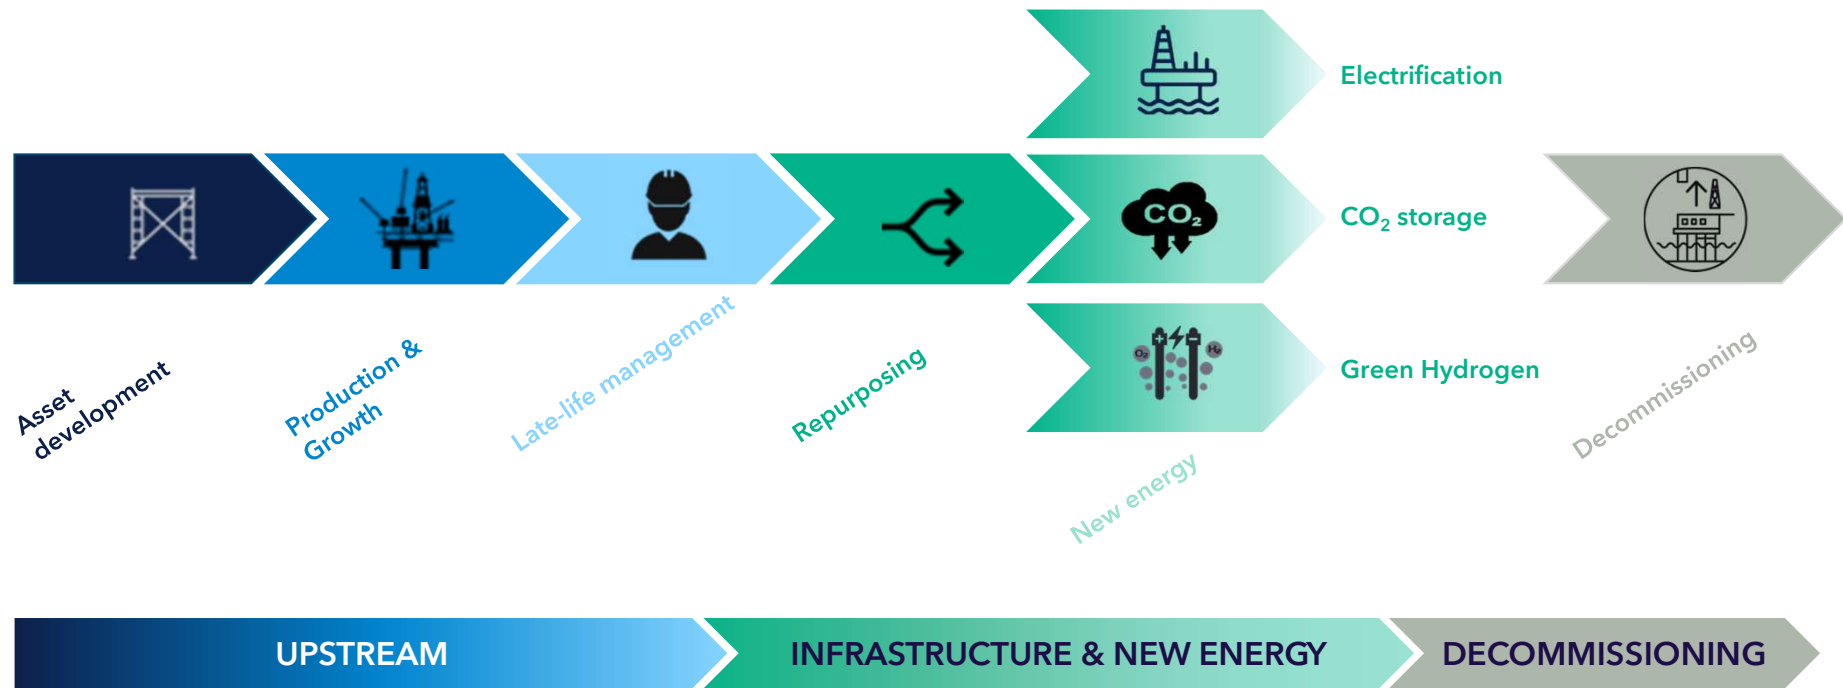 Electrification
CO₂
CO₂ storage
O₂
H₂
Green Hydrogen
Asset
development
Production &
Growth
Late-life management
Repurposing
New energy
Decommissioning
UPSTREAM
INFRASTRUCTURE & NEW ENERGY
DECOMMISSIONING